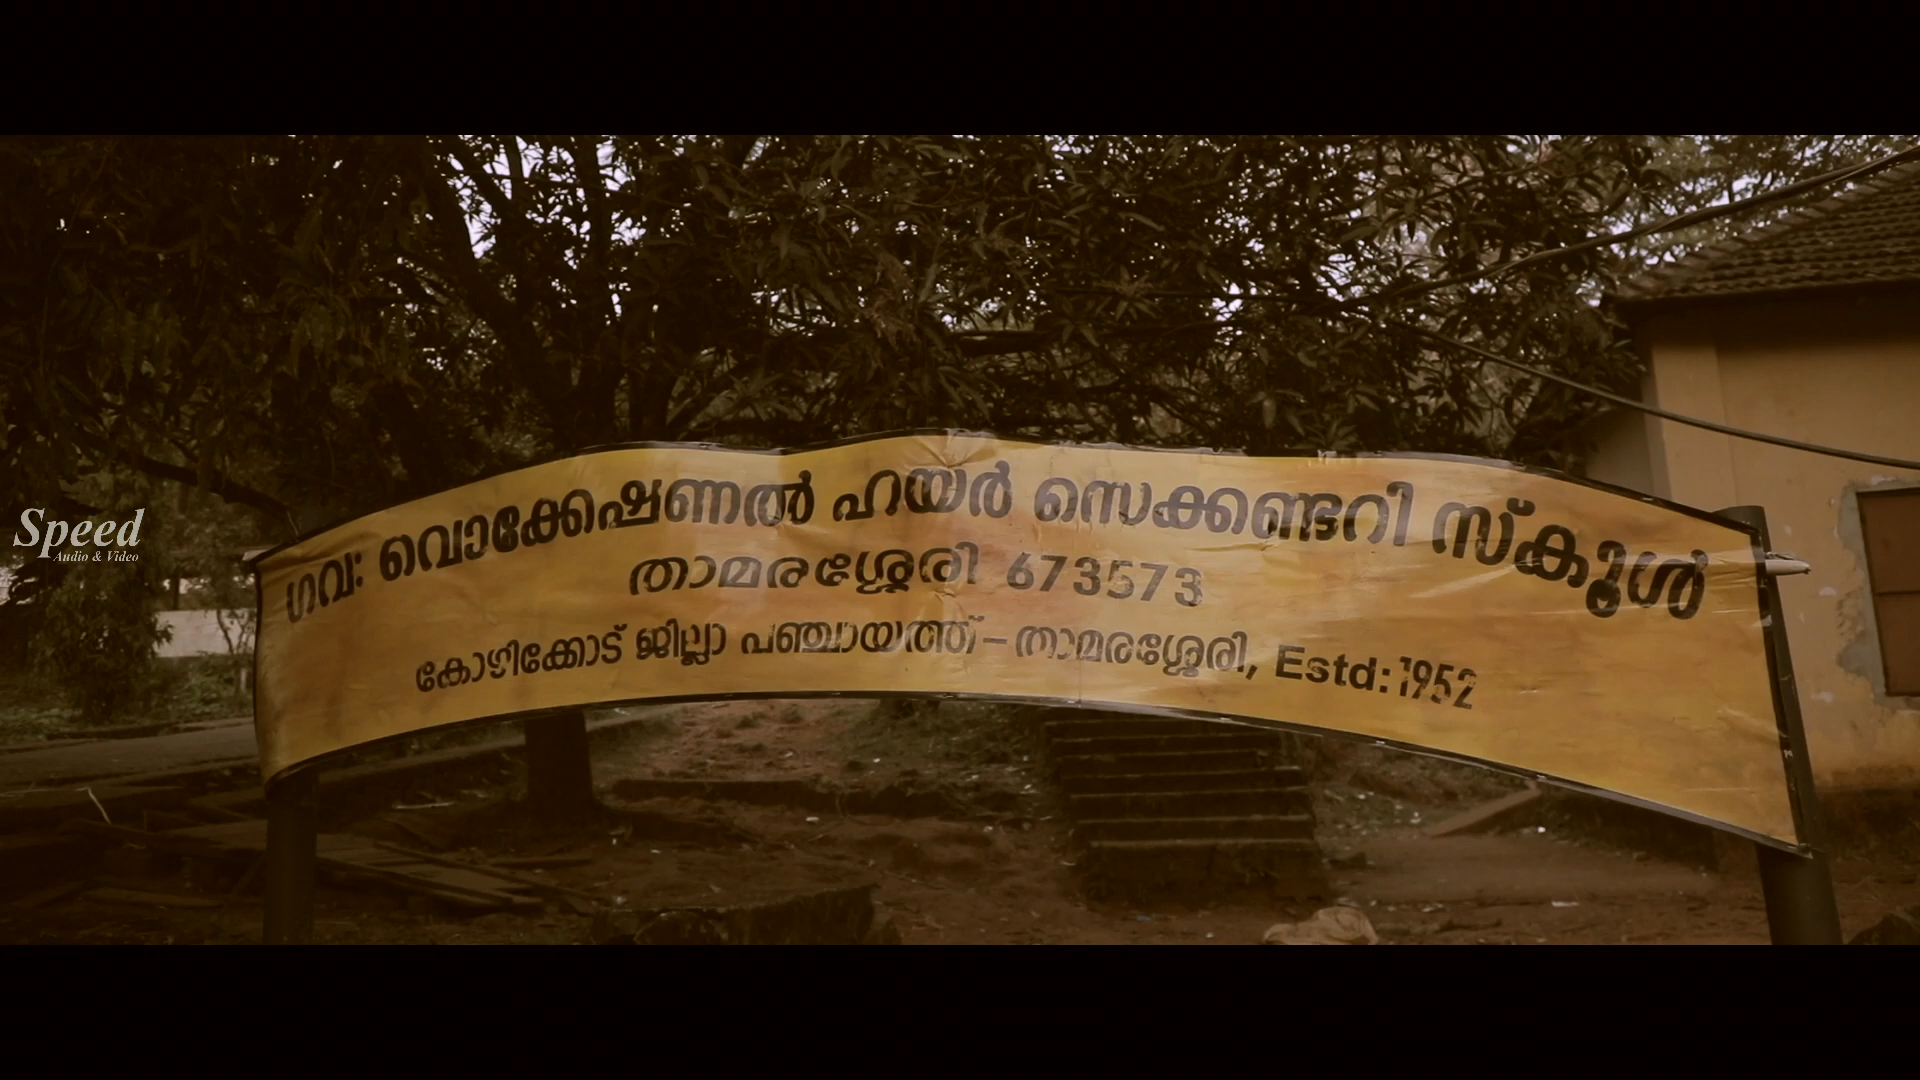 ഗവ: വൊക്കേഷണൽ ഹയർ സെക്കണ്ടറി സ്കൂൾ
താമരശ്ശേരി 673573
കോഴിക്കോട് ജില്ലാ പഞ്ചായത്ത്-താമരശ്ശേരി, Estd:1952
Speed
Audio & Video